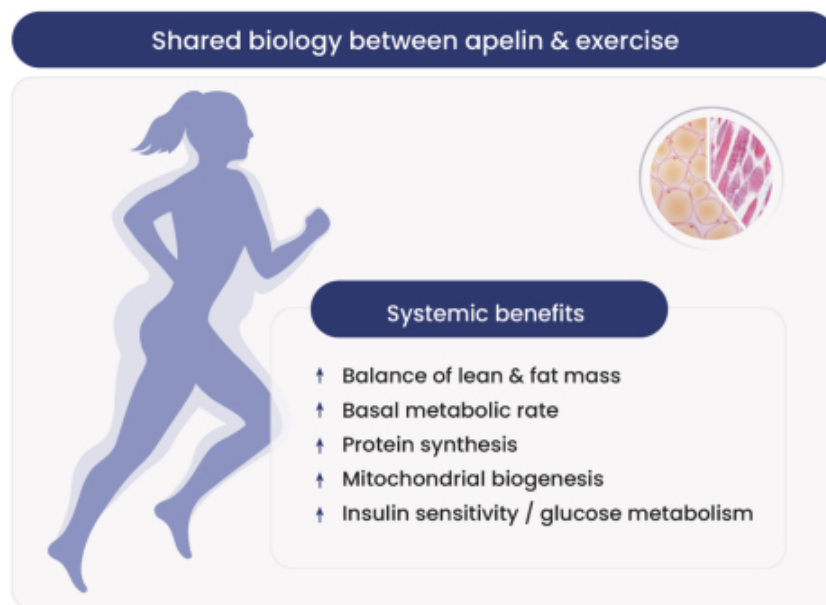 Shared biology between apelin & exercise
Systemic benefits
↑ Balance of lean & fat mass
↑ Basal metabolic rate
↑ Protein synthesis
↑ Mitochondrial biogenesis
↑ Insulin sensitivity / glucose metabolism